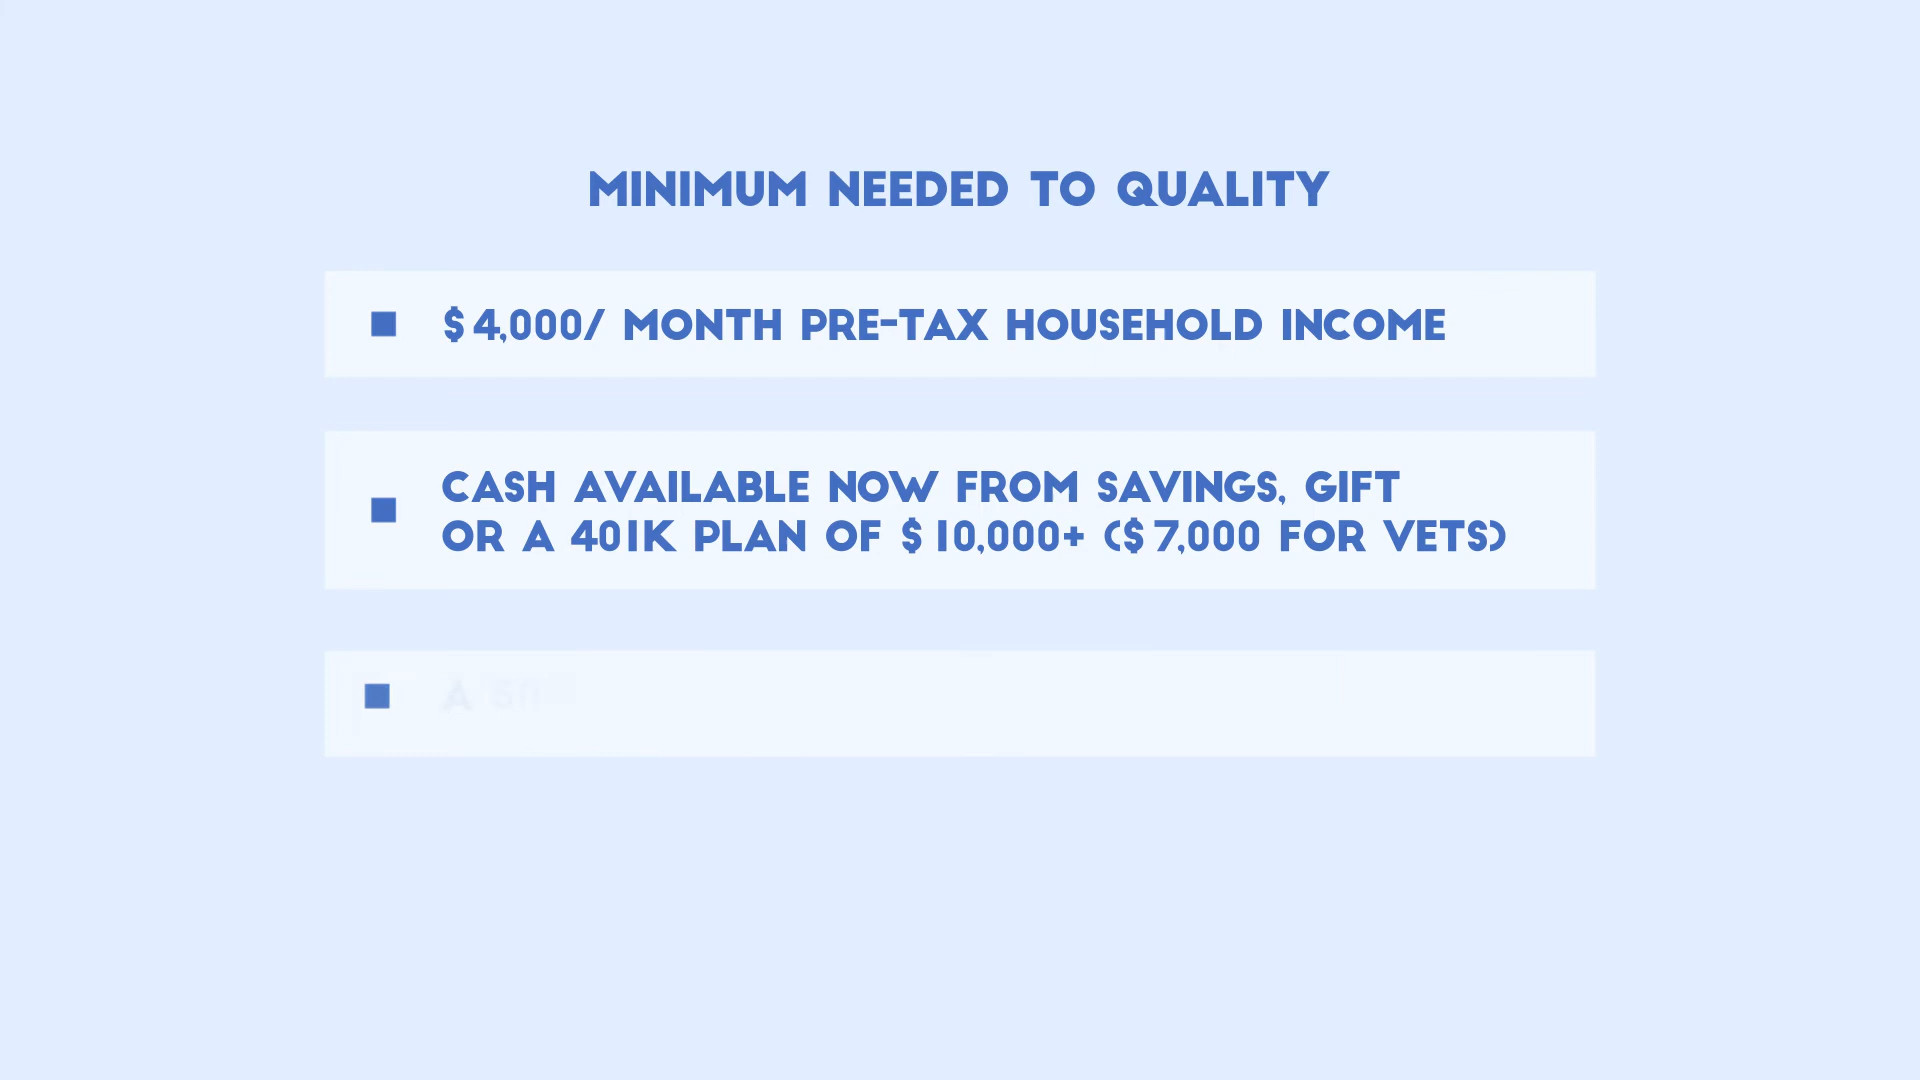 MINIMUM NEEDED TO QUALITY
$4,000/ MONTH PRE-TAX HOUSEHOLD INCOME
CASH AVAILABLE NOW FROM SAVINGS, GIFT
OR A 401K PLAN OF $10,000+ ($7,000 FOR VETS)
A